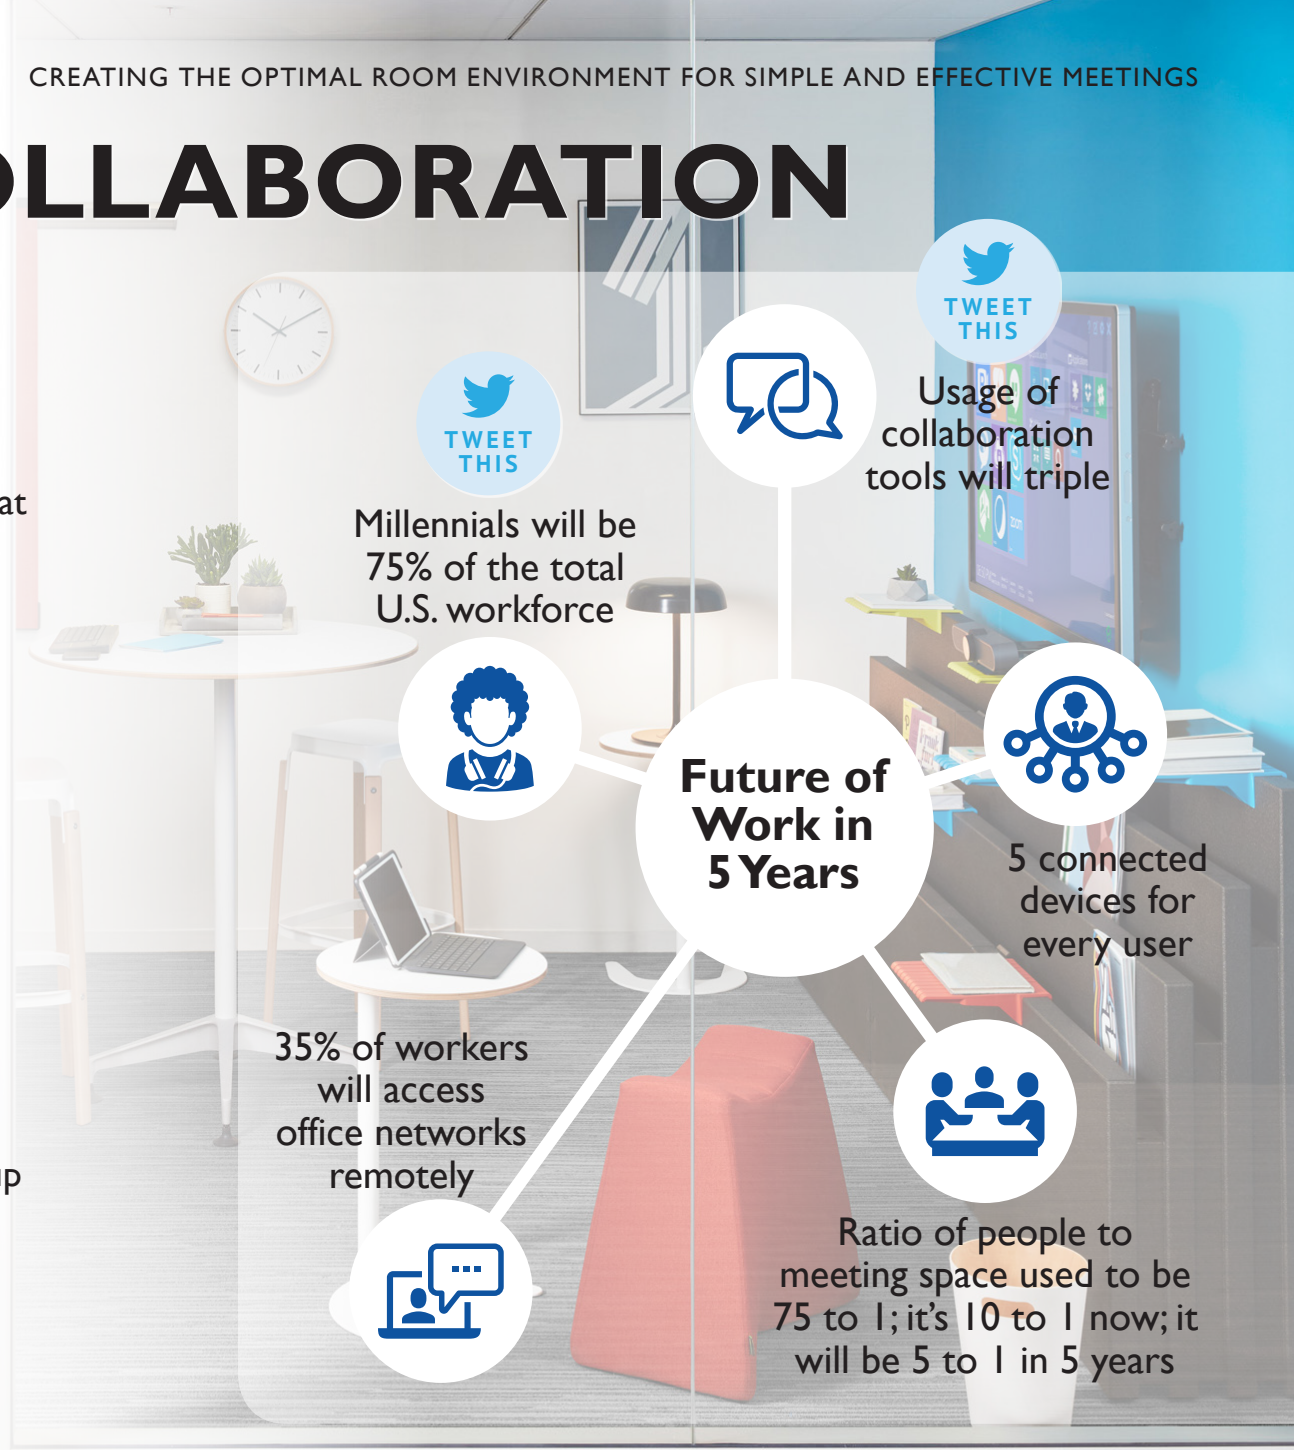 CREATING THE OPTIMAL ROOM ENVIRONMENT FOR SIMPLE AND EFFECTIVE MEETINGS
OLLABORATION
TWEET
THIS
Usage of
collaboration
tools will triple
TWEET
THIS
Millennials will be
75% of the total
U.S. workforce
at
Future of
Work in
5 Years
5 connected
devices for
every user
35% of workers
will access
office networks
remotely
up
Ratio of people to
meeting space used to be
75 to 1; it's 10 to 1 now; it
will be 5 to 1 in 5 years
zoom